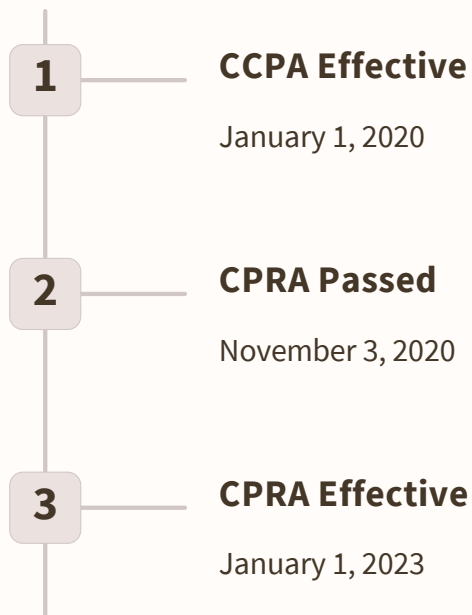 1
CCPA Effective
January 1, 2020
2
CPRA Passed
November 3, 2020
3
CPRA Effective
January 1, 2023